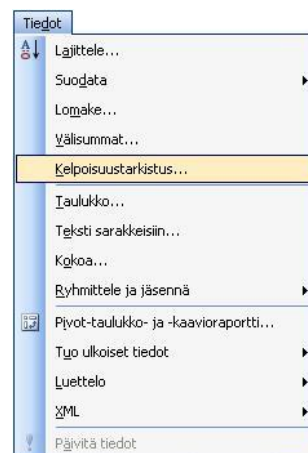 Tiedot
Lajittele...
Suodata
Lomake...
Välisummat...
Kelpoisuustarkistus...
Taulukko...
Teksti sarakkeisiin...
Kokoa...
Ryhmittele ja jäsennä
Pivot-taulukko- ja -kaavioraportti...
Tuo ulkoiset tiedot
Luettelo
XML
Päivitä tiedot